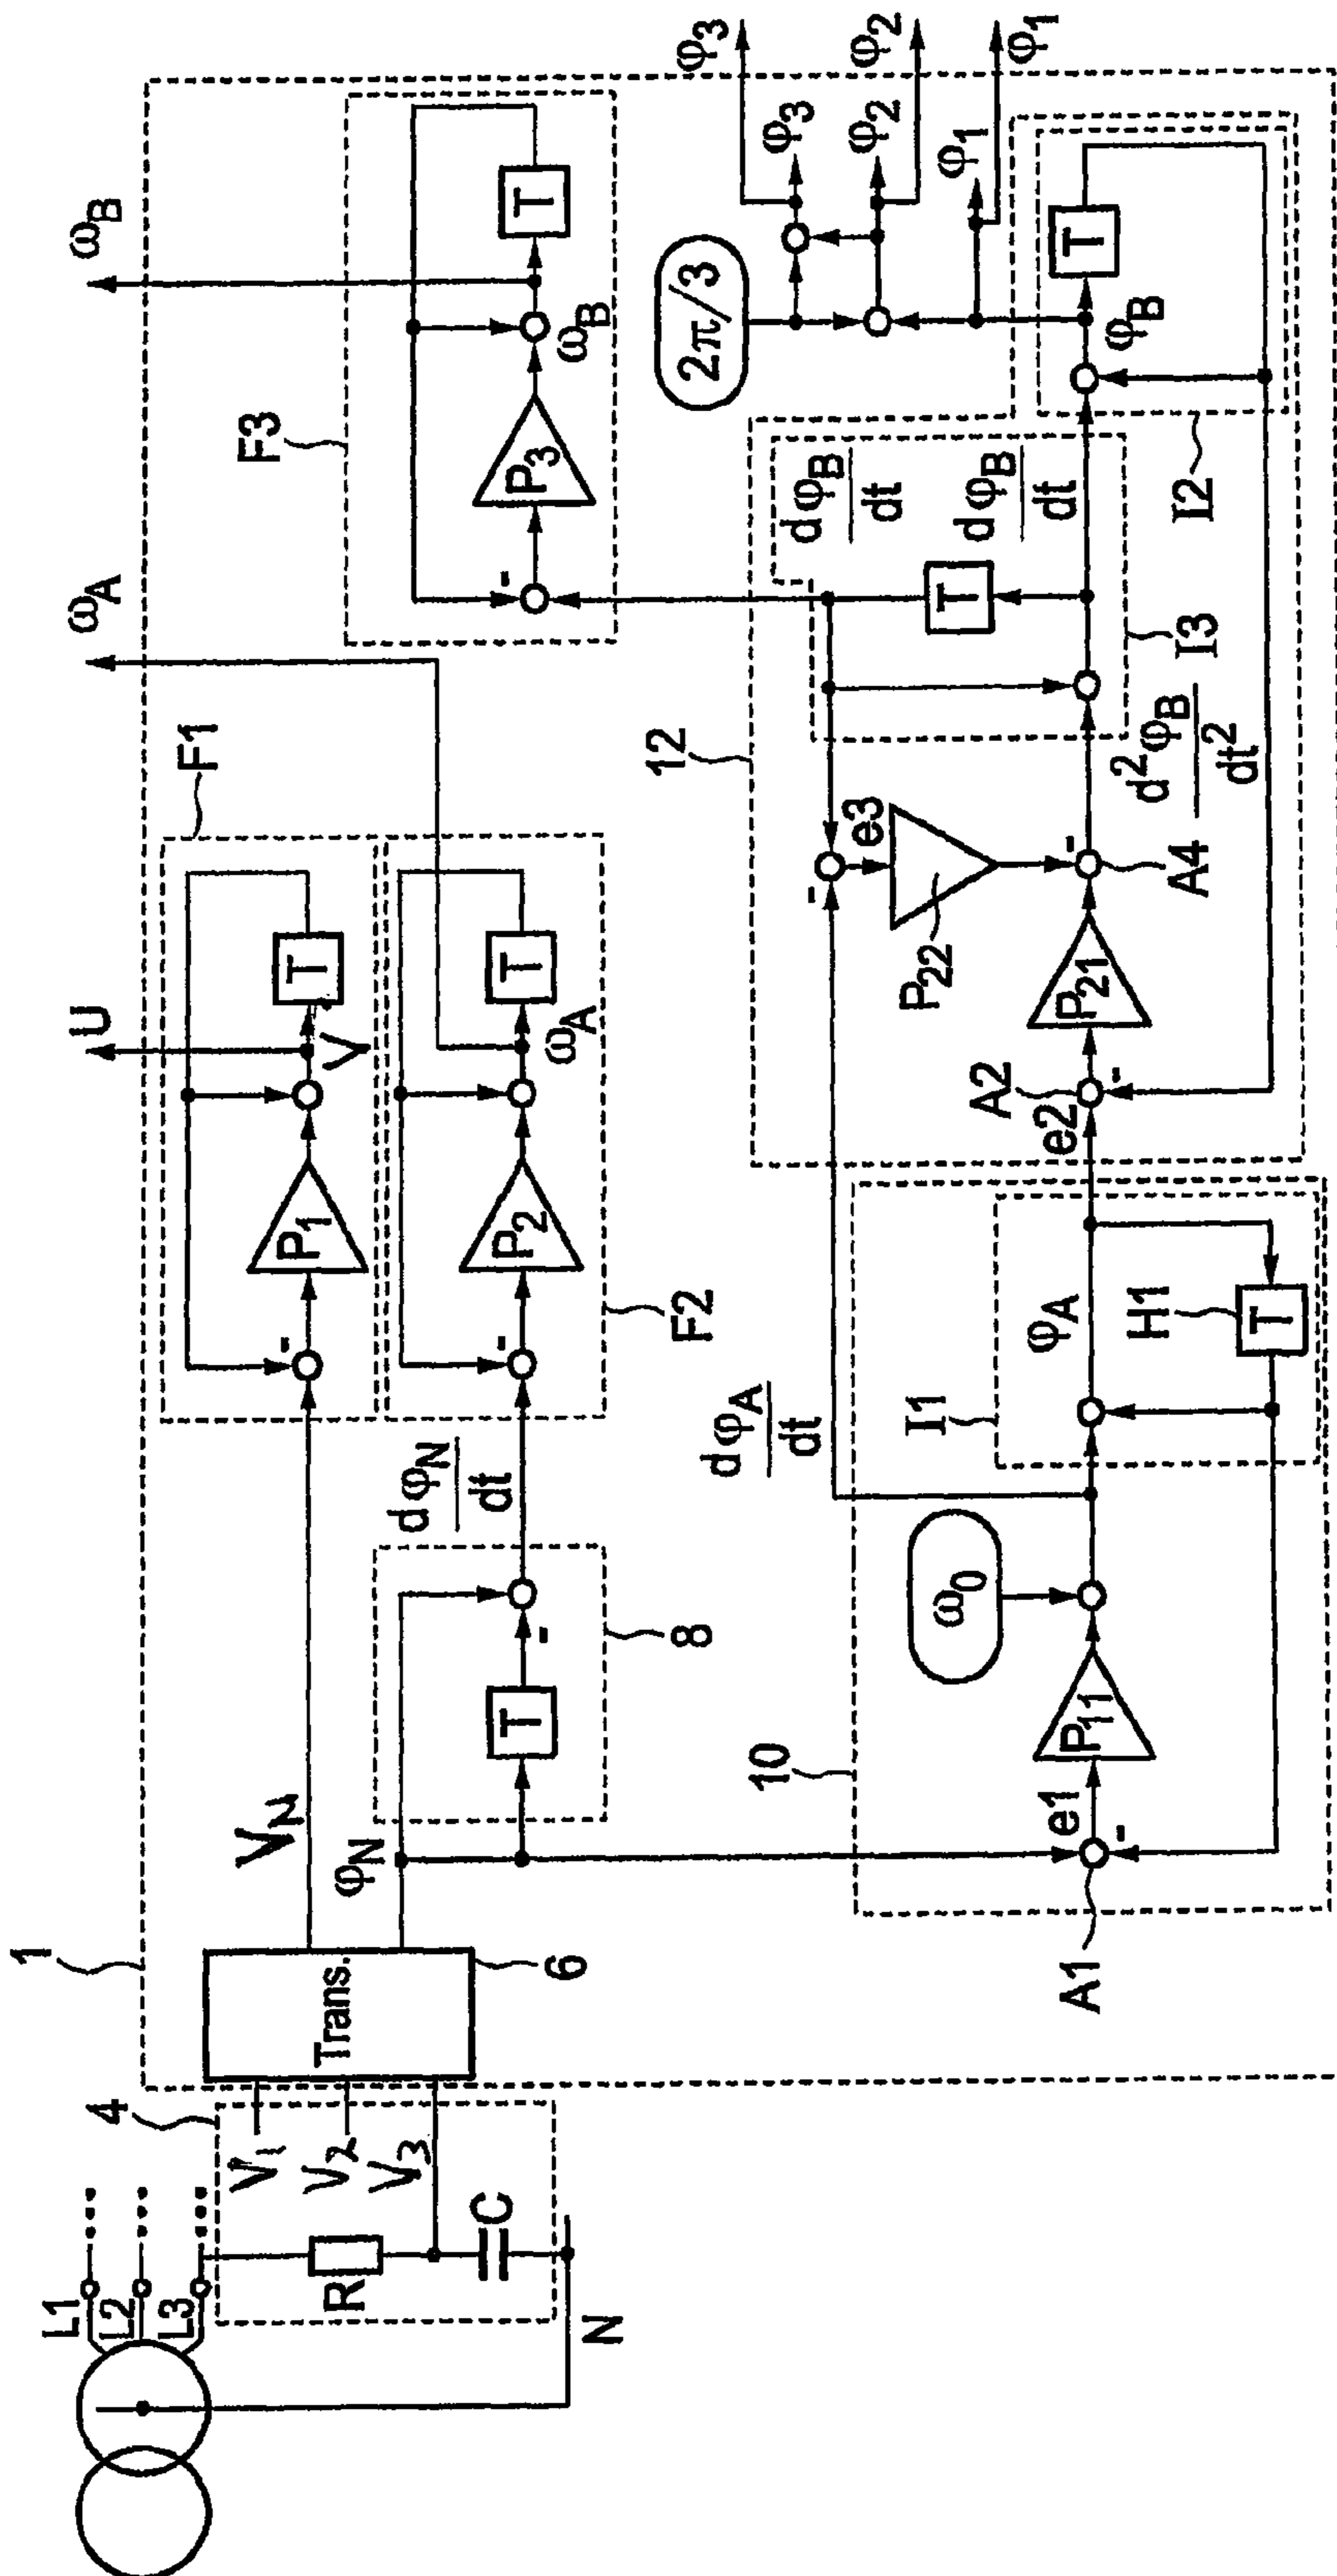 L1
L2
L3
R
C
N
4
V1
V2
V3
1
Trans.
6
VN
φN
T
8
dφN
dt
F1
P1
V
T
U
F2
P2
ωA
T
ωA
F3
P3
ωB
T
ωB
10
A1
e1
-
P11
ω0
dφA
dt
I1
φA
H1
T
12
e2
A2
-
P21
P22
e3
-
A4
-
d²φB
dt²
I3
T
dφB
dt
dφB
dt
I2
φB
T
2π/3
φ1
φ2
φ3
φ1
φ2
φ3
-
-
-
-